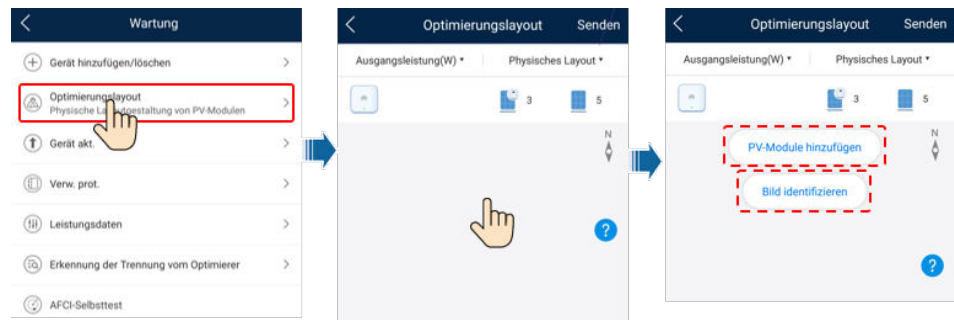 Wartung
Gerät hinzufügen/löschen
Optimierungslayout
Physische Layoutgestaltung von PV-Modulen
Gerät akt.
Verw. prot.
Leistungsdaten
Erkennung der Trennung vom Optimierer
AFCI-Selbsttest
Optimierungslayout Senden
Ausgangsleistung(W) Physisches Layout
3 5
N
?
Optimierungslayout Senden
Ausgangsleistung(W) Physisches Layout
3 5
N
PV-Module hinzufügen
Bild identifizieren
?